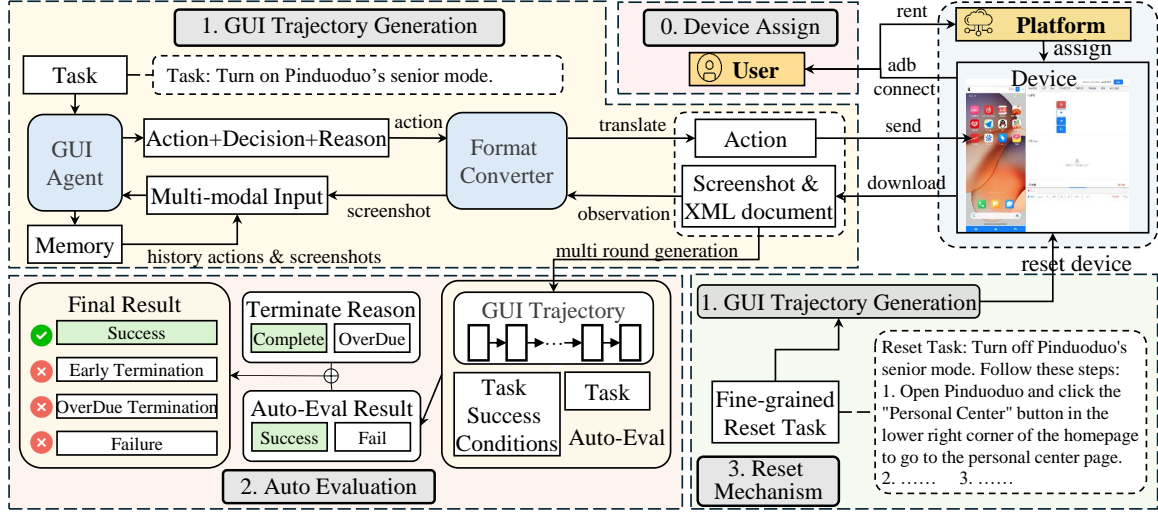 1. GUI Trajectory Generation
Task
Task: Turn on Pinduoduo's senior mode.
GUI
Agent
Action+Decision+Reason
action
Format
Converter
Multi-modal Input
screenshot
Memory
history actions & screenshots
translate
observation
Action
Screenshot &
XML document
multi round generation
0. Device Assign
User
rent
Platform
assign
adb
connect
Device
send
download
reset device
Final Result
Success
Early Termination
OverDue Termination
Failure
Terminate Reason
Complete
OverDue
Auto-Eval Result
Success
Fail
GUI Trajectory
Task
Success
Conditions
Task
Auto-Eval
2. Auto Evaluation
1. GUI Trajectory Generation
Fine-grained
Reset Task
Reset Task: Turn off Pinduoduo's
senior mode. Follow these steps:
1. Open Pinduoduo and click the
"Personal Center" button in the
lower right corner of the homepage
to go to the personal center page.
2. …… 3. ……
3. Reset
Mechanism